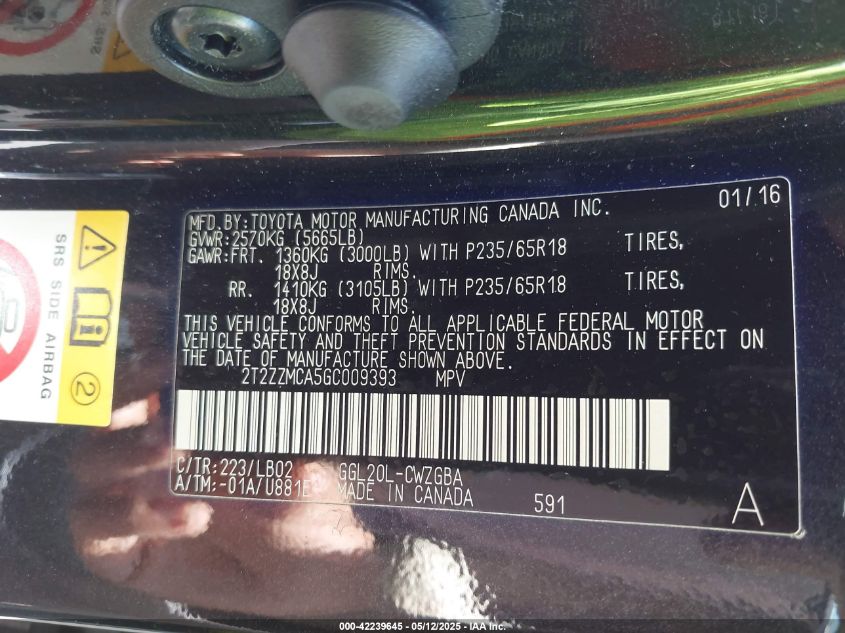 MFD. BY: TOYOTA MOTOR MANUFACTURING CANADA INC. 01/16
GVWR: 2570KG (5665LB)
GAWR: FRT. 1360KG (3000LB) WITH P235/65R18 TIRES,
18X8J RIMS.
RR. 1410KG (3105LB) WITH P235/65R18 TIRES,
18X8J RIMS.
THIS VEHICLE CONFORMS TO ALL APPLICABLE FEDERAL MOTOR
VEHICLE SAFETY AND THEFT PREVENTION STANDARDS IN EFFECT ON
THE DATE OF MANUFACTURE SHOWN ABOVE.
2T2ZZMCA5GC009393 MPV
C/TR: 223/LB02 GGL20L-CWZGBA
A/TM: -01A/U881E MADE IN CANADA 591 A
SRS SIDE AIRBAG
2
000-42239645 - 05/12/2025 - IAA Inc.